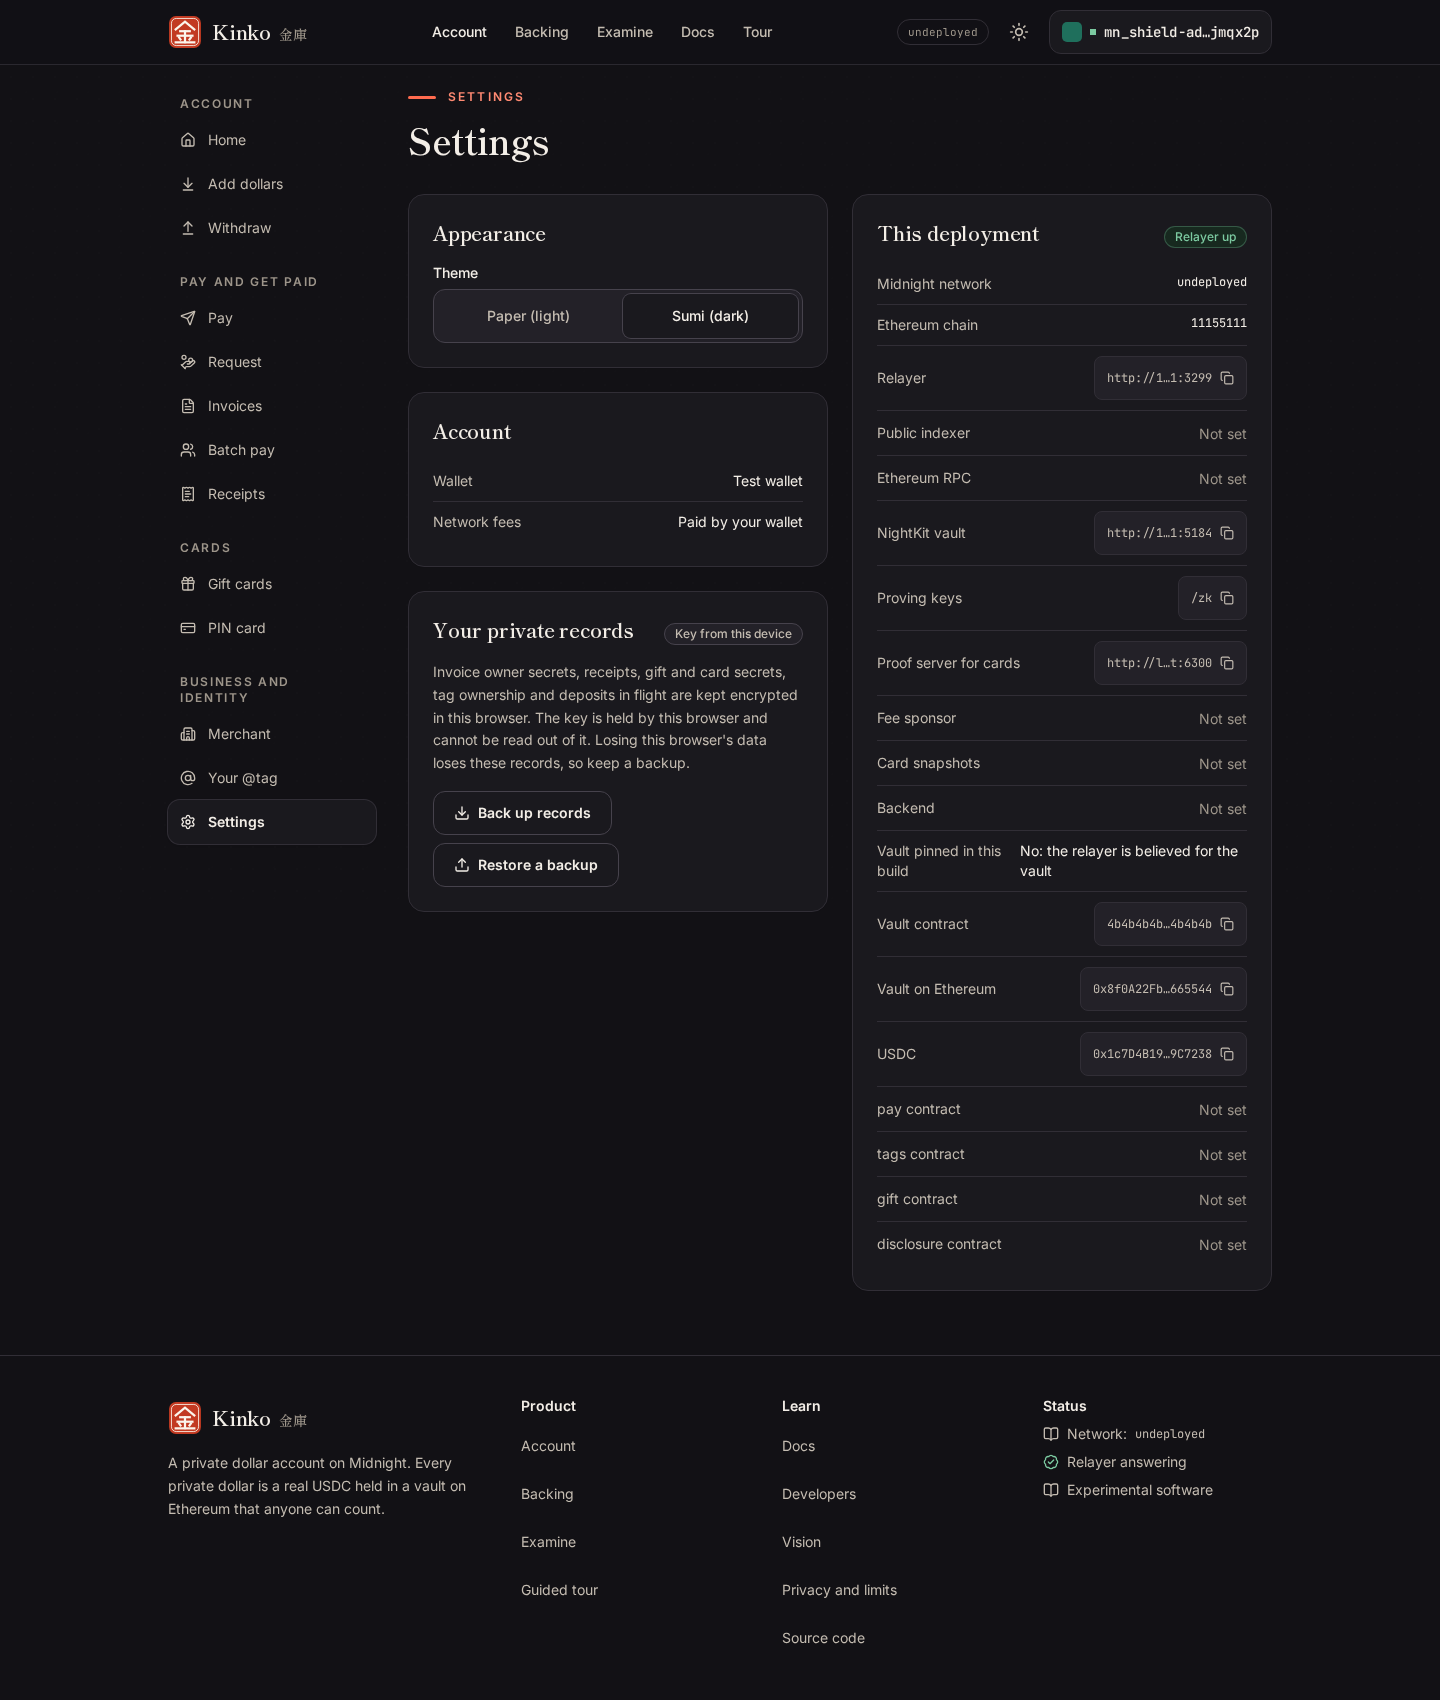 金 Kinko 金庫
Account
Backing
Examine
Docs
Tour
undeployed
mn_shield-ad…jmqx2p
ACCOUNT
Home
Add dollars
Withdraw
PAY AND GET PAID
Pay
Request
Invoices
Batch pay
Receipts
CARDS
Gift cards
PIN card
BUSINESS AND
IDENTITY
Merchant
Your @tag
Settings
SETTINGS
Settings
Appearance
Theme
Paper (light)
Sumi (dark)
Account
Wallet
Test wallet
Network fees
Paid by your wallet
Your private records
Key from this device
Invoice owner secrets, receipts, gift and card secrets,
tag ownership and deposits in flight are kept encrypted
in this browser. The key is held by this browser and
cannot be read out of it. Losing this browser's data
loses these records, so keep a backup.
Back up records
Restore a backup
This deployment
Relayer up
Midnight network
undeployed
Ethereum chain
11155111
Relayer
http://1…1:3299
Public indexer
Not set
Ethereum RPC
Not set
NightKit vault
http://1…1:5184
Proving keys
/zk
Proof server for cards
http://l…t:6300
Fee sponsor
Not set
Card snapshots
Not set
Backend
Not set
Vault pinned in this
build
No: the relayer is believed for the
vault
Vault contract
4b4b4b4b…4b4b4b
Vault on Ethereum
0x8f0A22Fb…665544
USDC
0x1c7D4B19…9C7238
pay contract
Not set
tags contract
Not set
gift contract
Not set
disclosure contract
Not set
金 Kinko 金庫
A private dollar account on Midnight. Every
private dollar is a real USDC held in a vault on
Ethereum that anyone can count.
Product
Account
Backing
Examine
Guided tour
Learn
Docs
Developers
Vision
Privacy and limits
Source code
Status
Network: undeployed
Relayer answering
Experimental software